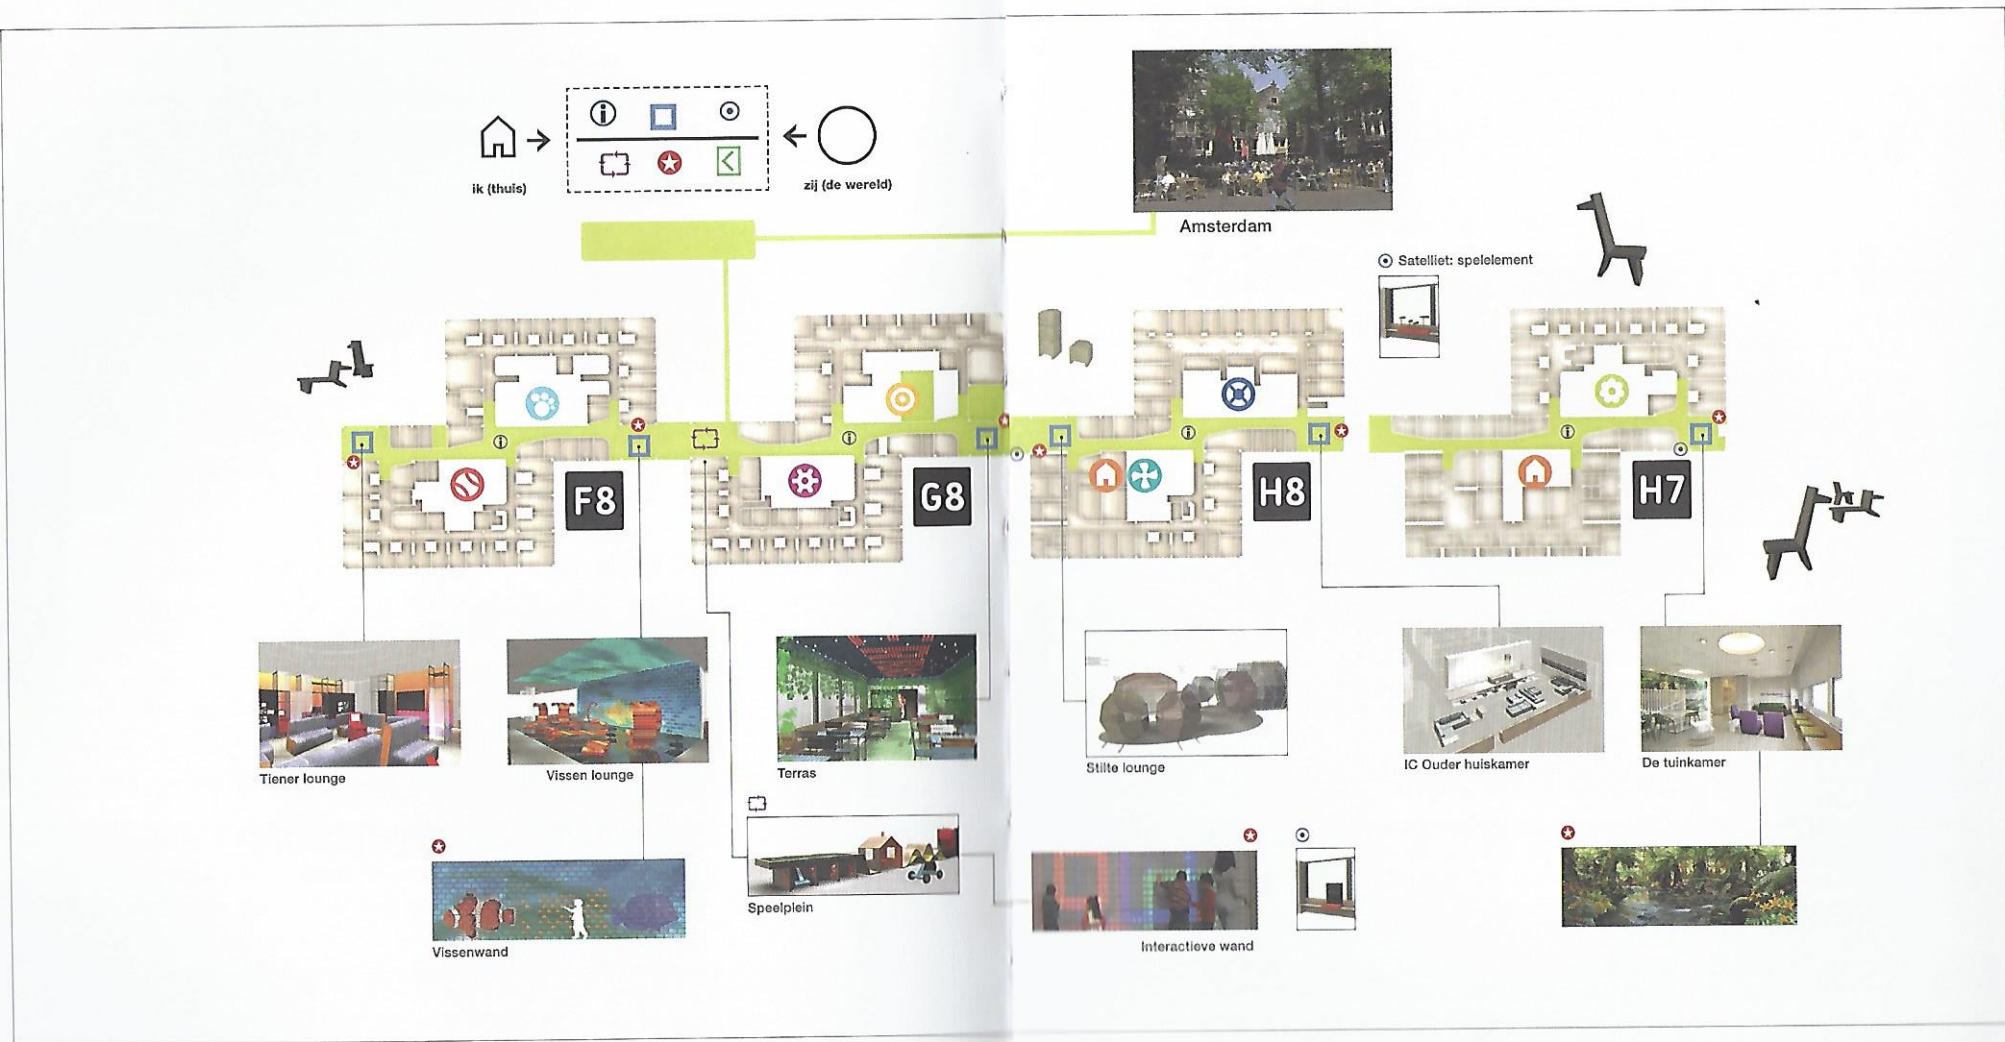 ik (thuis)
zij (de wereld)
Amsterdam
Satelliet: spelelement
F8
G8
H8
H7
Tiener lounge
Vissen lounge
Terras
Stilte lounge
IC Ouder huiskamer
De tuinkamer
Speelplein
Vissenwand
Interactieve wand